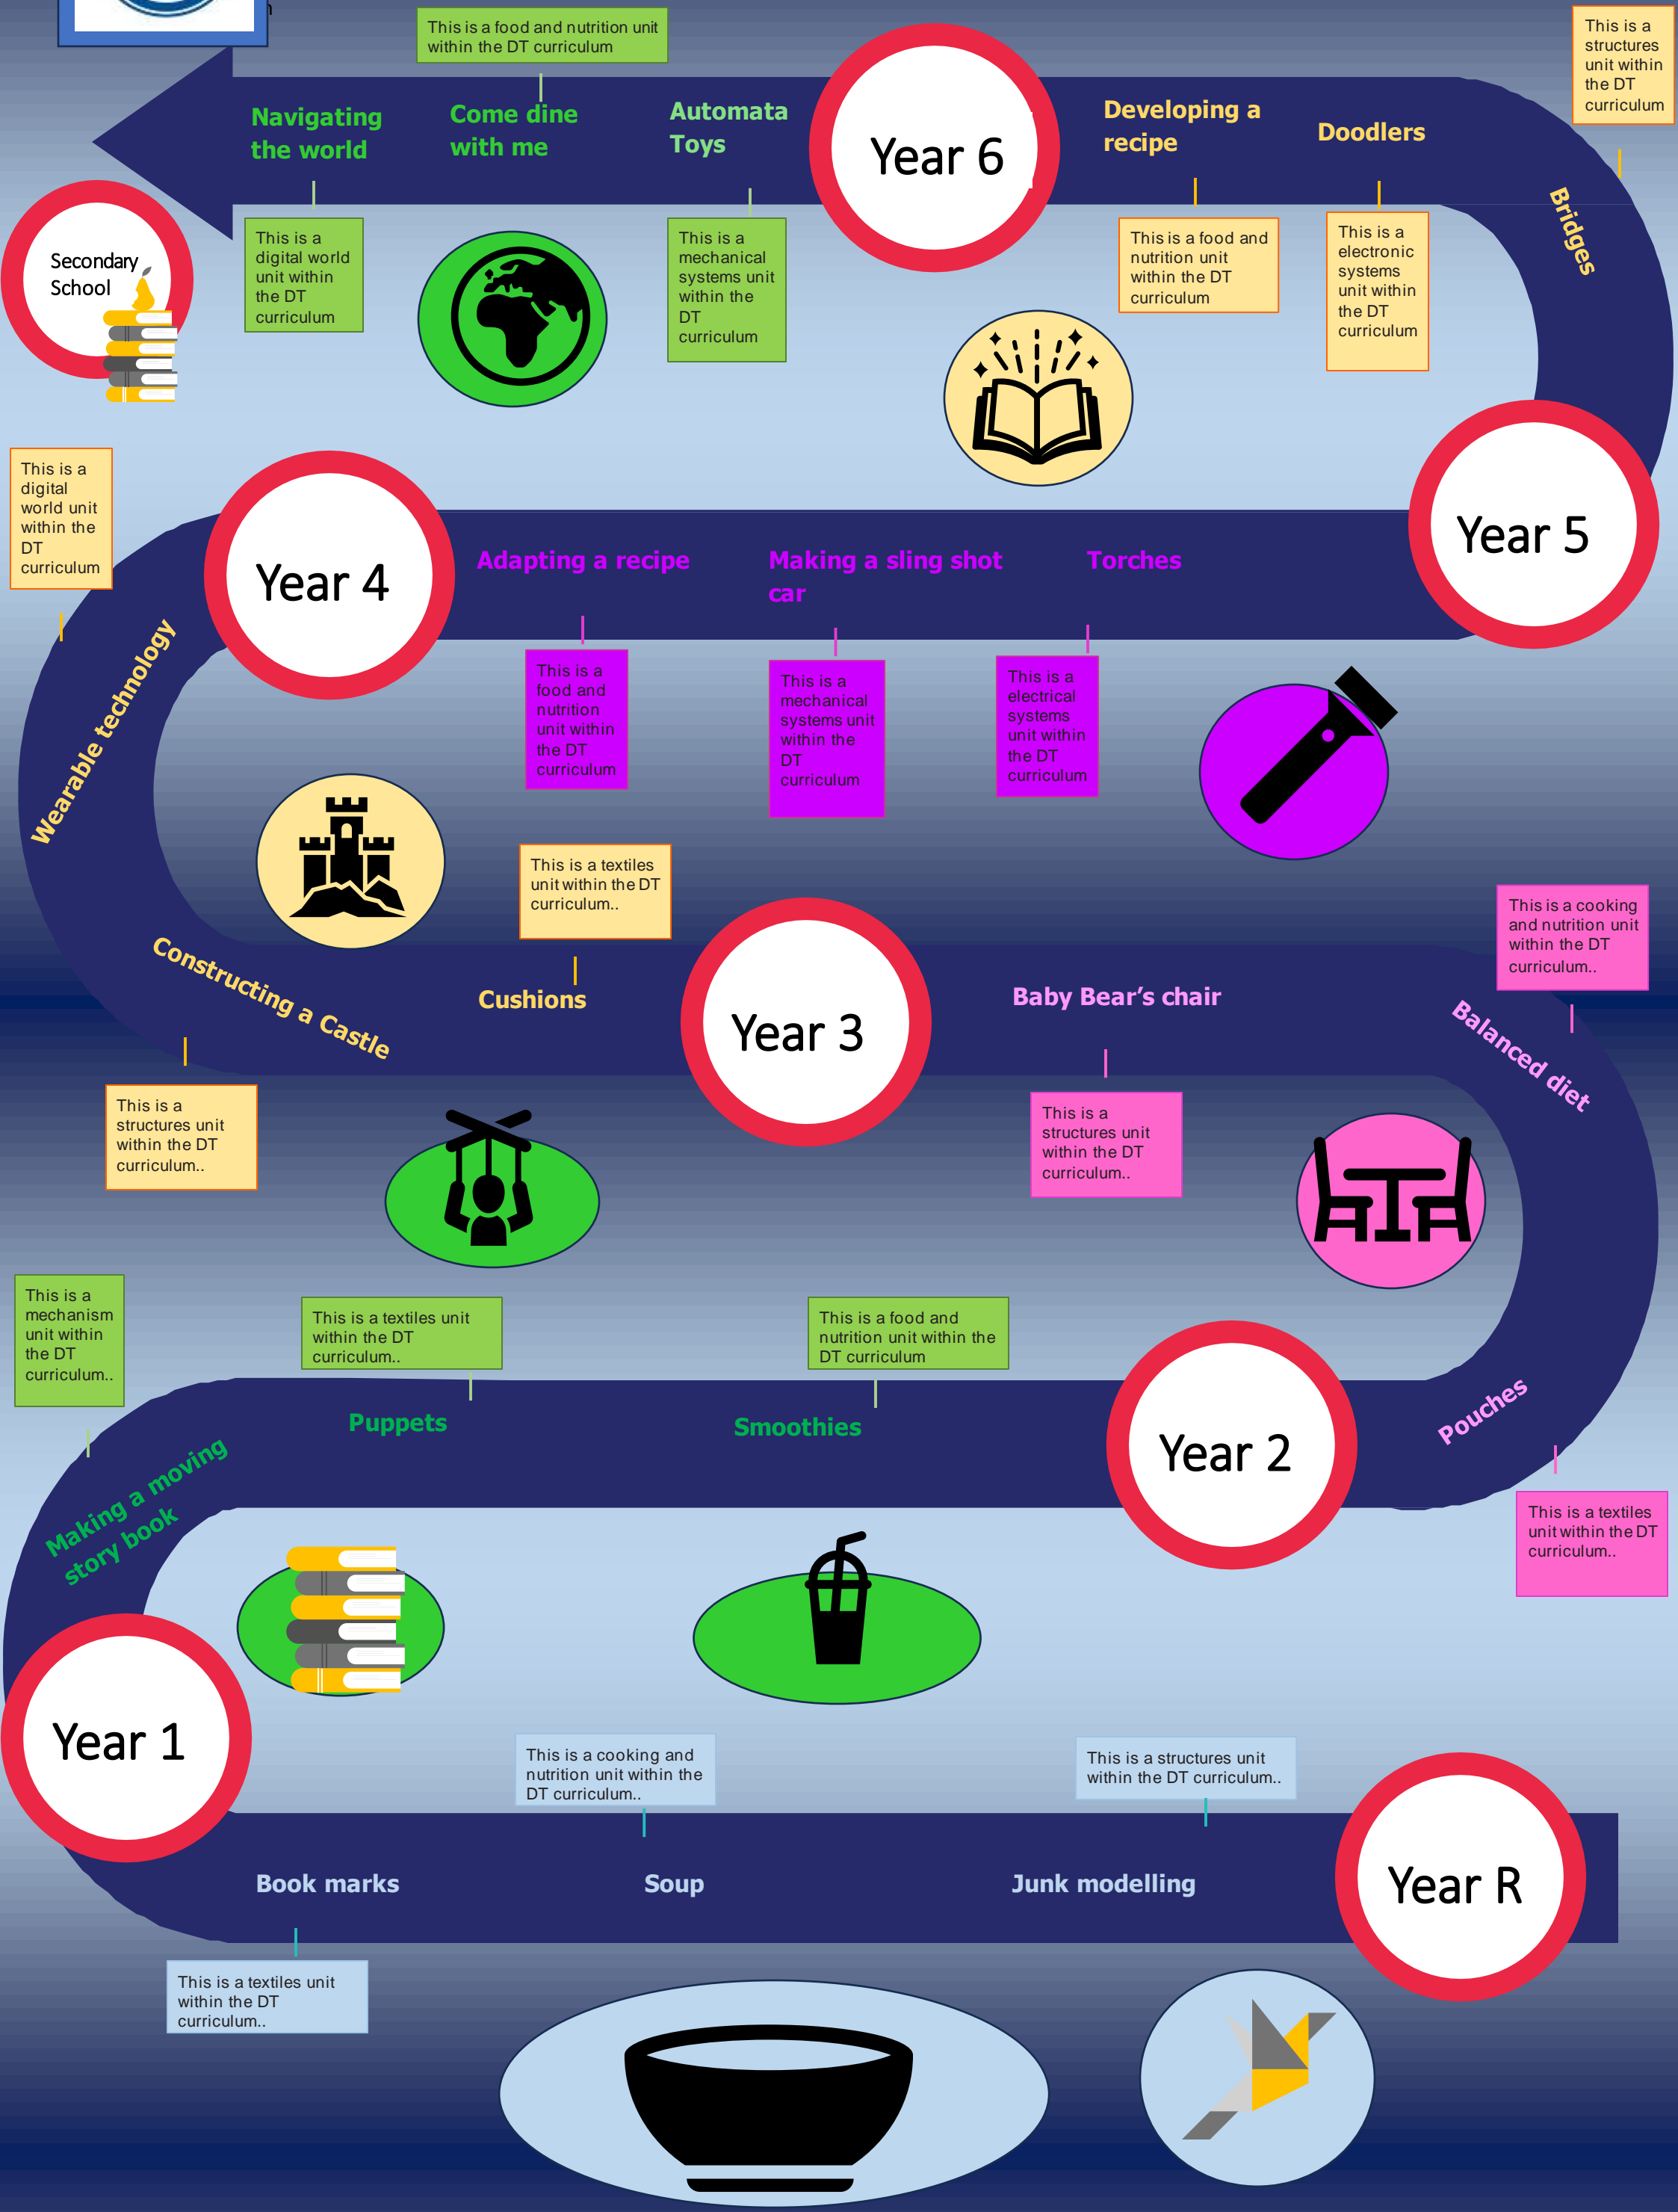 This is a food and nutrition unit
within the DT curriculum
This is a
structures
unit within
the DT
curriculum
Navigating
the world
Come dine
with me
Automata
Toys
Year 6
Developing a
recipe
Doodlers
Bridges
Secondary
School
This is a
digital world
unit within
the DT
curriculum
This is a
mechanical
systems unit
within the
DT
curriculum
This is a food and
nutrition unit
within the DT
curriculum
This is a
electronic
systems
unit within
the DT
curriculum
This is a
digital
world unit
within the
DT
curriculum
Year 4
Adapting a recipe
Making a sling shot
car
Torches
Year 5
Wearable technology
This is a
food and
nutrition
unit within
the DT
curriculum
This is a
mechanical
systems unit
within the
DT
curriculum
This is a
electrical
systems
unit within
the DT
curriculum
This is a textiles
unit within the DT
curriculum..
This is a cooking
and nutrition unit
within the DT
curriculum..
Constructing a Castle
Cushions
Year 3
Baby Bear's chair
Balanced diet
This is a
structures unit
within the DT
curriculum..
This is a
structures unit
within the DT
curriculum..
This is a
mechanism
unit within
the DT
curriculum..
This is a textiles unit
within the DT
curriculum..
This is a food and
nutrition unit within the
DT curriculum
Making a moving
story book
Puppets
Smoothies
Year 2
Pouches
This is a textiles
unit within the DT
curriculum..
Year 1
This is a cooking and
nutrition unit within the
DT curriculum..
This is a structures unit
within the DT curriculum..
Book marks
Soup
Junk modelling
Year R
This is a textiles unit
within the DT
curriculum..